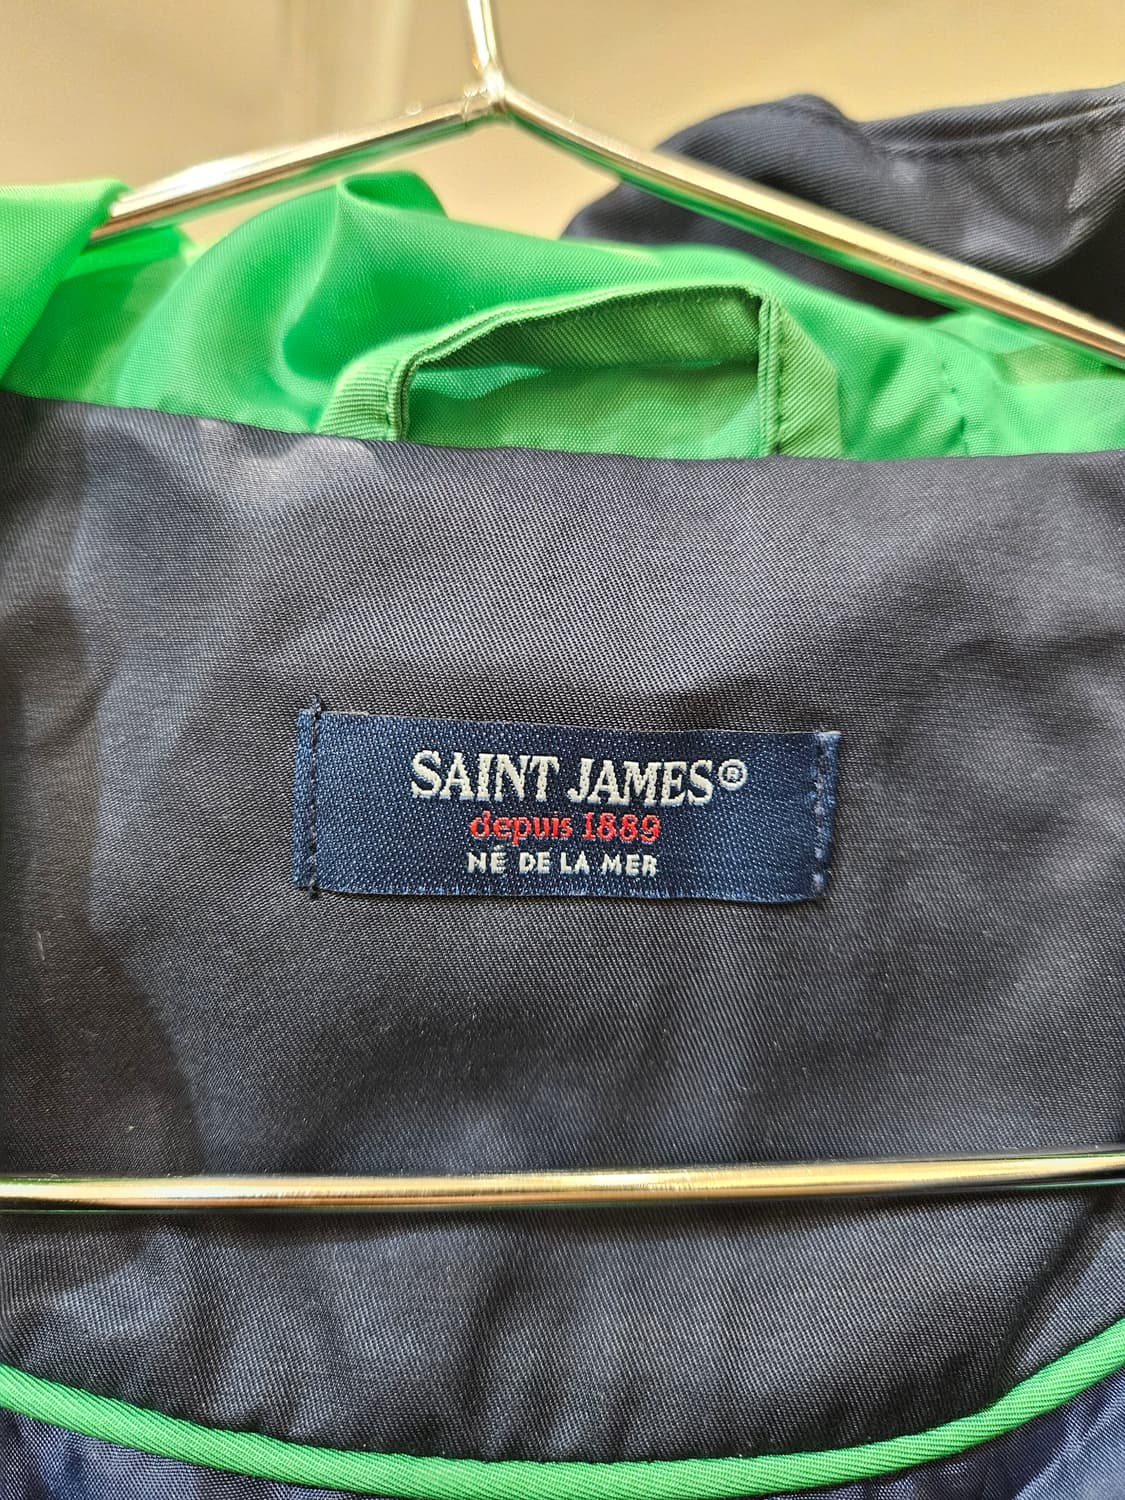 SAINT JAMES®
depuis 1889
NÉ DE LA MER